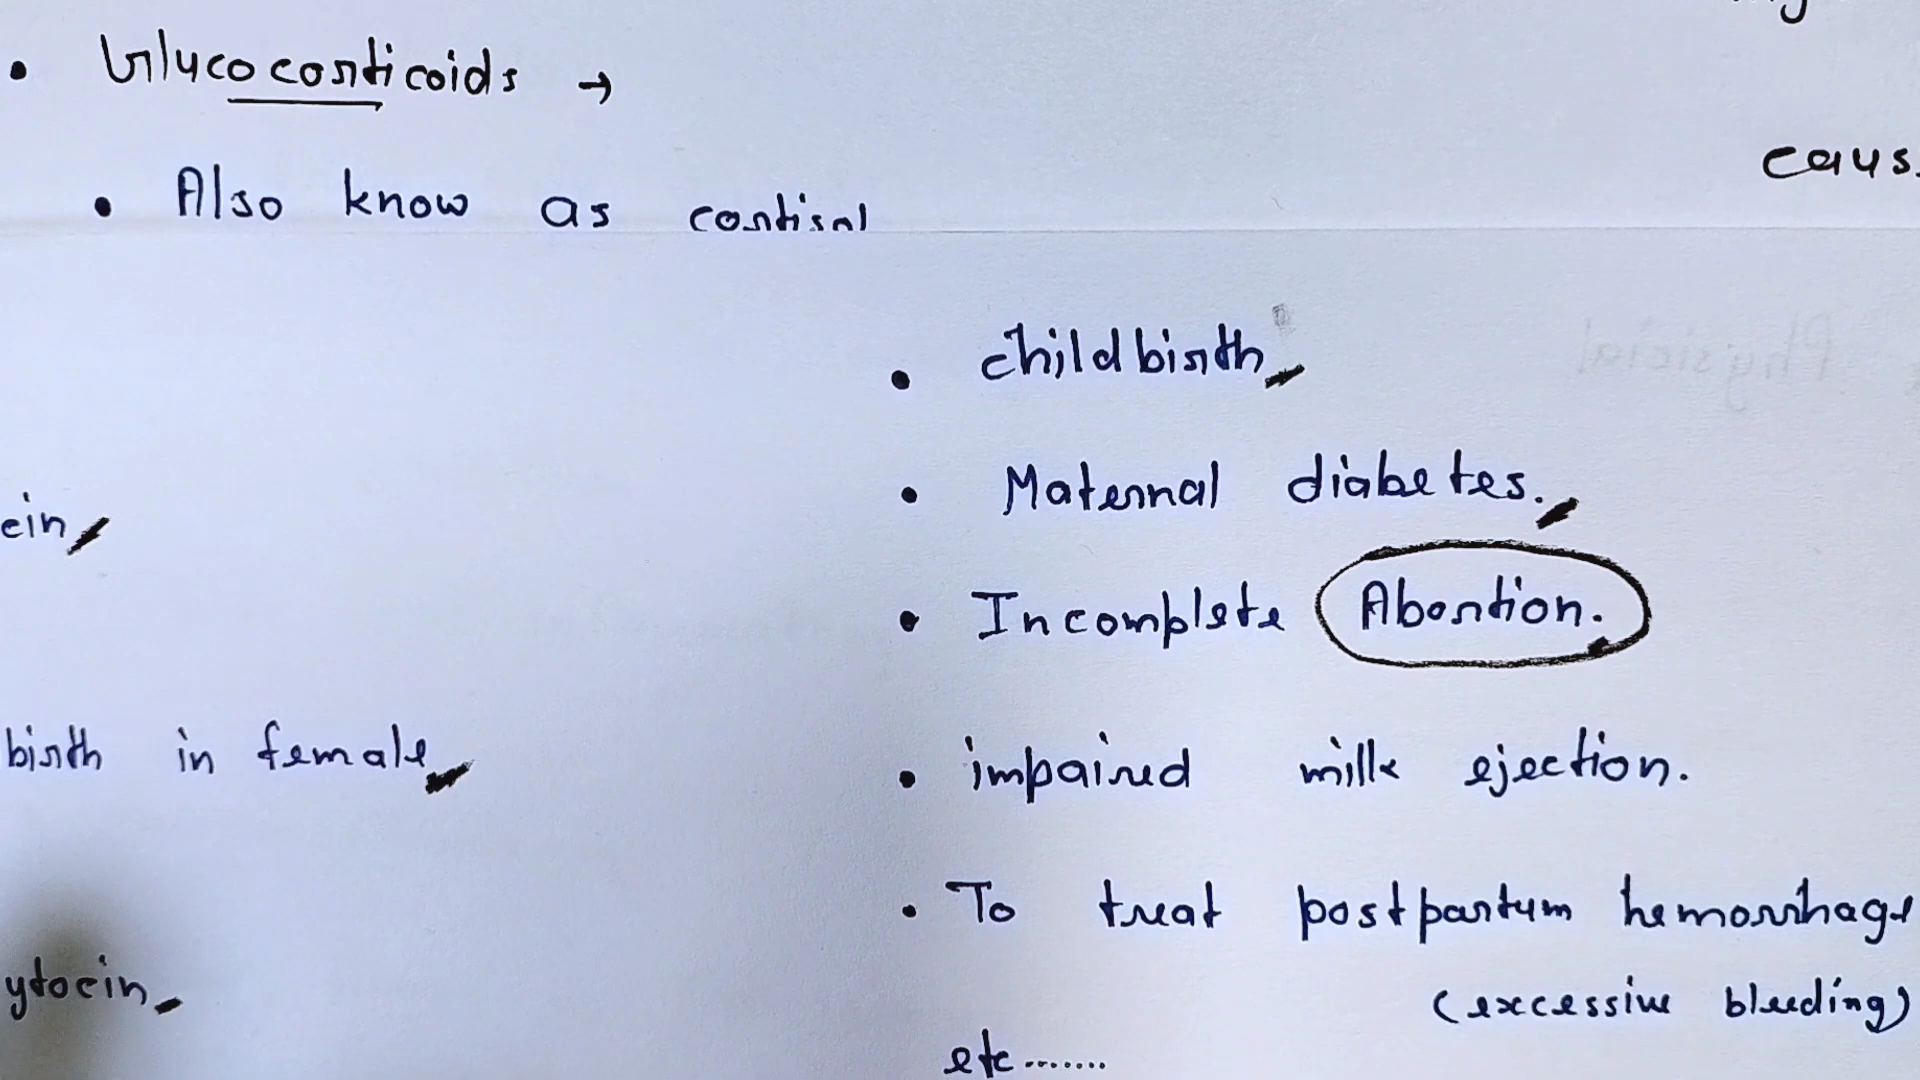 • Glucocorticoids →
• Also know as cortisol
caus
• childbirth
• Maternal diabetes.
ein
• Incomplete Abortion.
birth in female
• impaired milk ejection.
• To treat postpartum hemorrhage
ytocin
(excessive bleeding)
etc.......